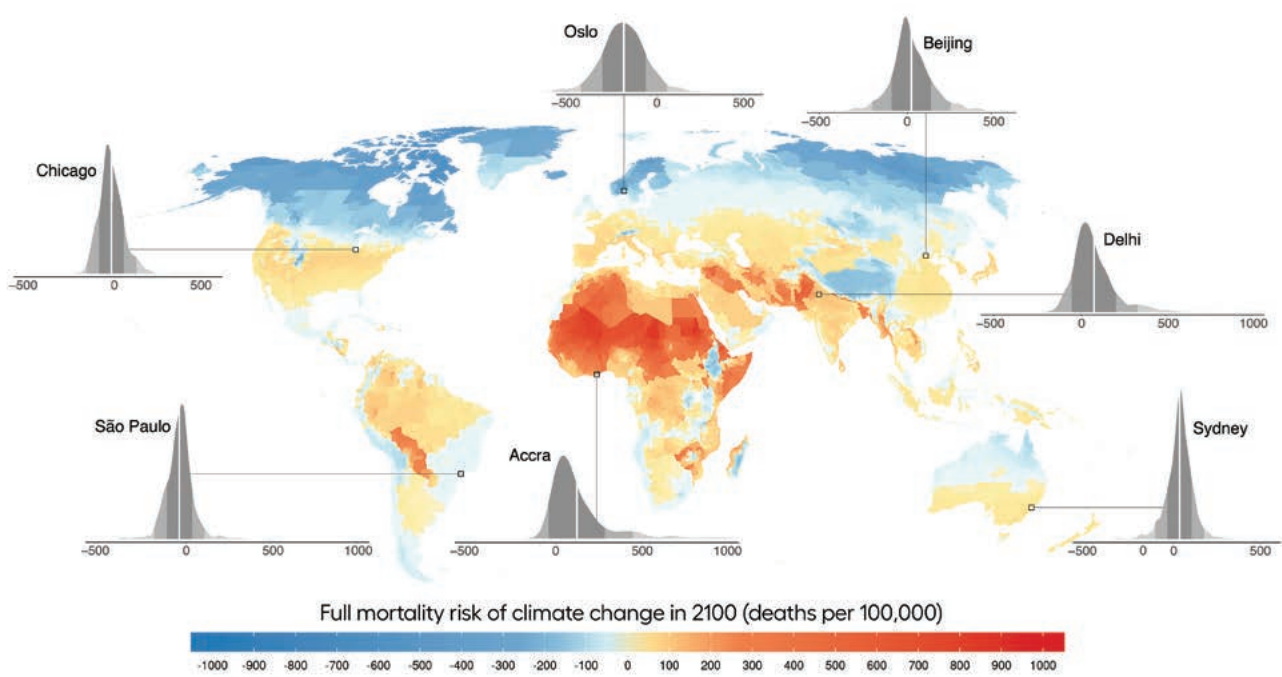 Oslo
-500 0 500
Beijing
-500 0 500
Chicago
-500 0 500
Delhi
-500 0 500 1000
São Paulo
-500 0 500 1000
Accra
-500 0 500 1000
Sydney
-500 0 0 500
Full mortality risk of climate change in 2100 (deaths per 100,000)
-1000 -900 -800 -700 -600 -500 -400 -300 -200 -100 0 100 200 300 400 500 600 700 800 900 1000